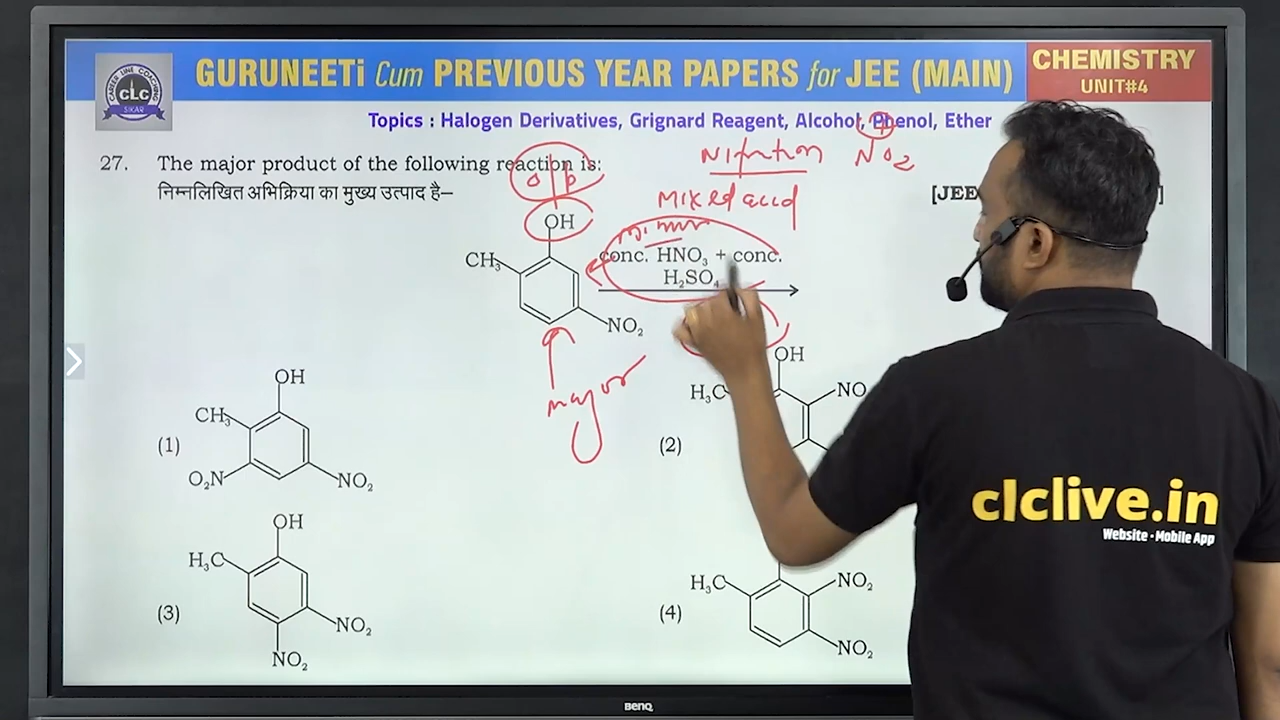 GURUNEETi Cum PREVIOUS YEAR PAPERS for JEE (MAIN)
CHEMISTRY
UNIT#4
CLC
SIKAR
Topics : Halogen Derivatives, Grignard Reagent, Alcohol, Phenol, Ether
27. The major product of the following reaction is:
निम्नलिखित अभिक्रिया का मुख्य उत्पाद है–
[JEE
]
o/p
Nitration
NO₂
+
Mixed acid
OH
CH₃
conc. HNO₃ + conc.
H₂SO₄
NO₂
major
(1)
OH
CH₃
O₂N
NO₂
(2)
OH
H₃C
NO
(3)
OH
H₃C
NO₂
NO₂
(4)
H₃C
NO₂
NO₂
clclive.in
Website • Mobile App
BenQ